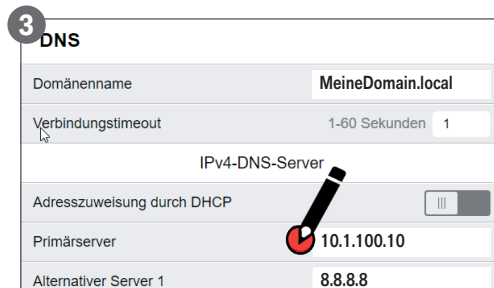 3
DNS
Domänenname MeineDomain.local
Verbindungstimeout 1-60 Sekunden 1
IPv4-DNS-Server
Adresszuweisung durch DHCP
Primärserver 10.1.100.10
Alternativer Server 1 8.8.8.8